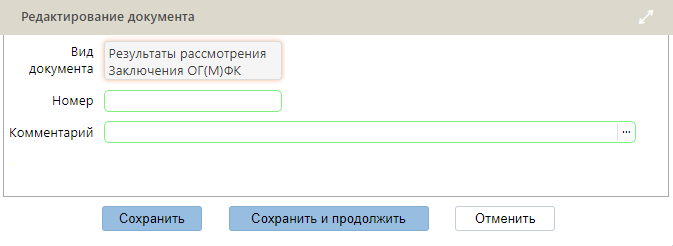 Редактирование документа
Вид документа
Результаты рассмотрения
Заключения ОГ(М)ФК
Номер
Комментарий ...
Сохранить Сохранить и продолжить Отменить